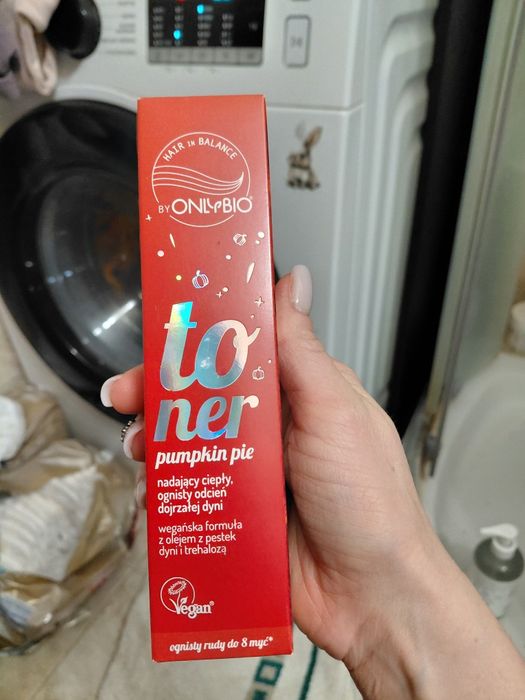 HAIR IN BALANCE
BY ONLYBIO
to
ner
pumpkin pie
nadający ciepły,
ognisty odcień
dojrzałej dyni
wegańska formuła
z olejem z pestek
dyni i trehalozą
Vegan
ognisty rudy do 8 myć*